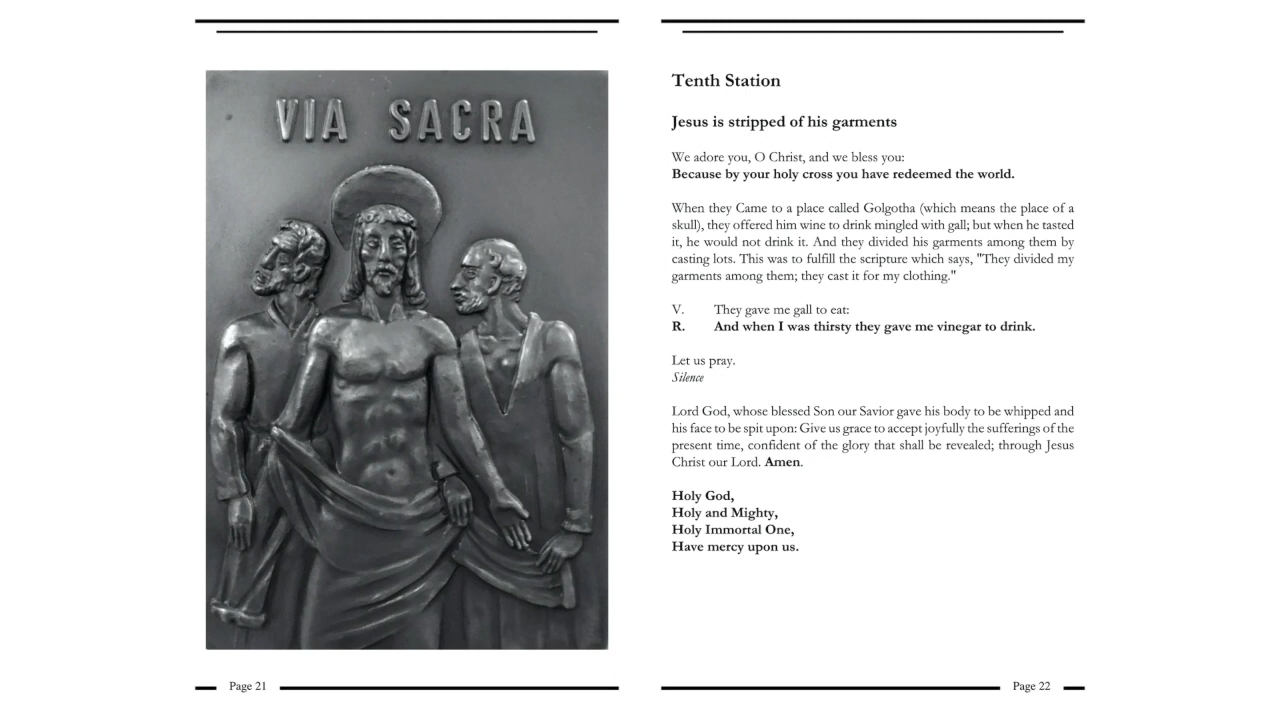 VIA SACRA
Page 21
Tenth Station
Jesus is stripped of his garments
We adore you, O Christ, and we bless you:
Because by your holy cross you have redeemed the world.
When they Came to a place called Golgotha (which means the place of a
skull), they offered him wine to drink mingled with gall; but when he tasted
it, he would not drink it. And they divided his garments among them by
casting lots. This was to fulfill the scripture which says, "They divided my
garments among them; they cast it for my clothing."
V. They gave me gall to eat:
R. And when I was thirsty they gave me vinegar to drink.
Let us pray.
Silence
Lord God, whose blessed Son our Savior gave his body to be whipped and
his face to be spit upon: Give us grace to accept joyfully the sufferings of the
present time, confident of the glory that shall be revealed; through Jesus
Christ our Lord. Amen.
Holy God,
Holy and Mighty,
Holy Immortal One,
Have mercy upon us.
Page 22